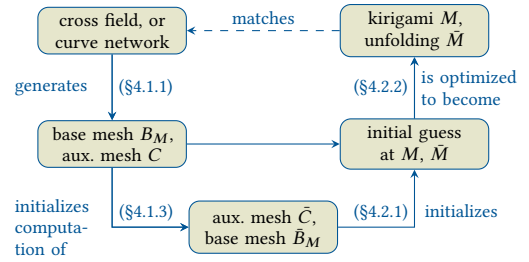 cross field, or
curve network
matches
kirigami M,
unfolding M̄
generates
(§4.1.1)
(§4.2.2)
is optimized
to become
base mesh B_M,
aux. mesh C
initial guess
at M, M̄
initializes
computa-
tion of
(§4.1.3)
aux. mesh C̄,
base mesh B̄_M
(§4.2.1)
initializes